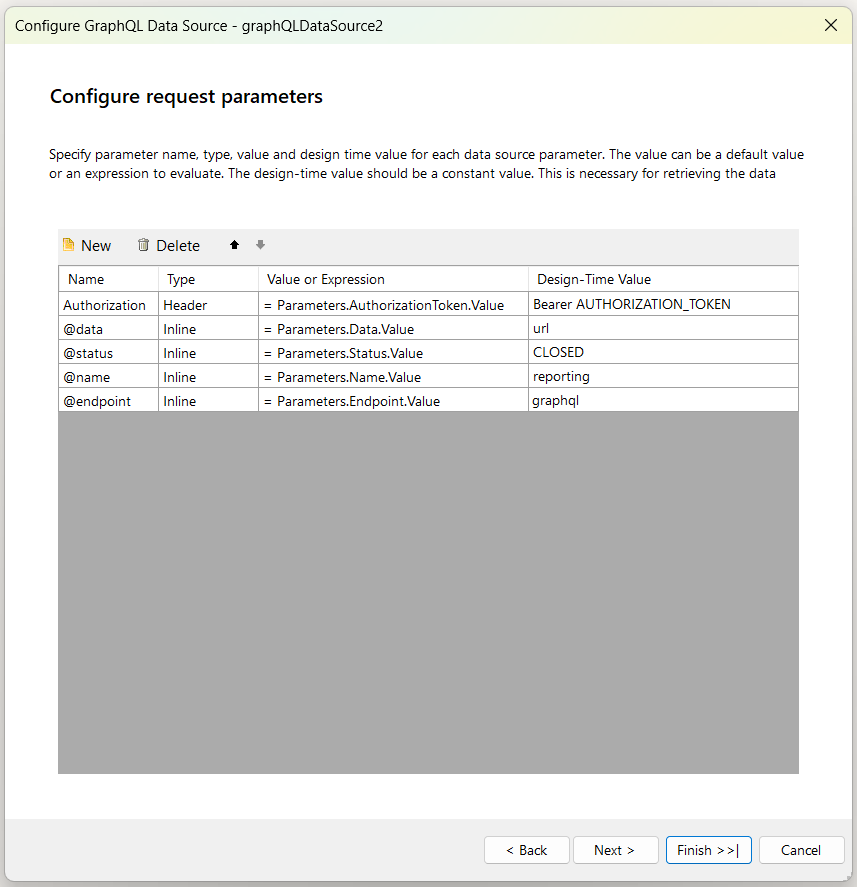 Configure GraphQL Data Source - graphQLDataSource2
Configure request parameters
Specify parameter name, type, value and design time value for each data source parameter. The value can be a default value
or an expression to evaluate. The design-time value should be a constant value. This is necessary for retrieving the data
New Delete
Name Type Value or Expression Design-Time Value
Authorization Header = Parameters.AuthorizationToken.Value Bearer AUTHORIZATION_TOKEN
@data Inline = Parameters.Data.Value url
@status Inline = Parameters.Status.Value CLOSED
@name Inline = Parameters.Name.Value reporting
@endpoint Inline = Parameters.Endpoint.Value graphql
< Back Next > Finish >>| Cancel